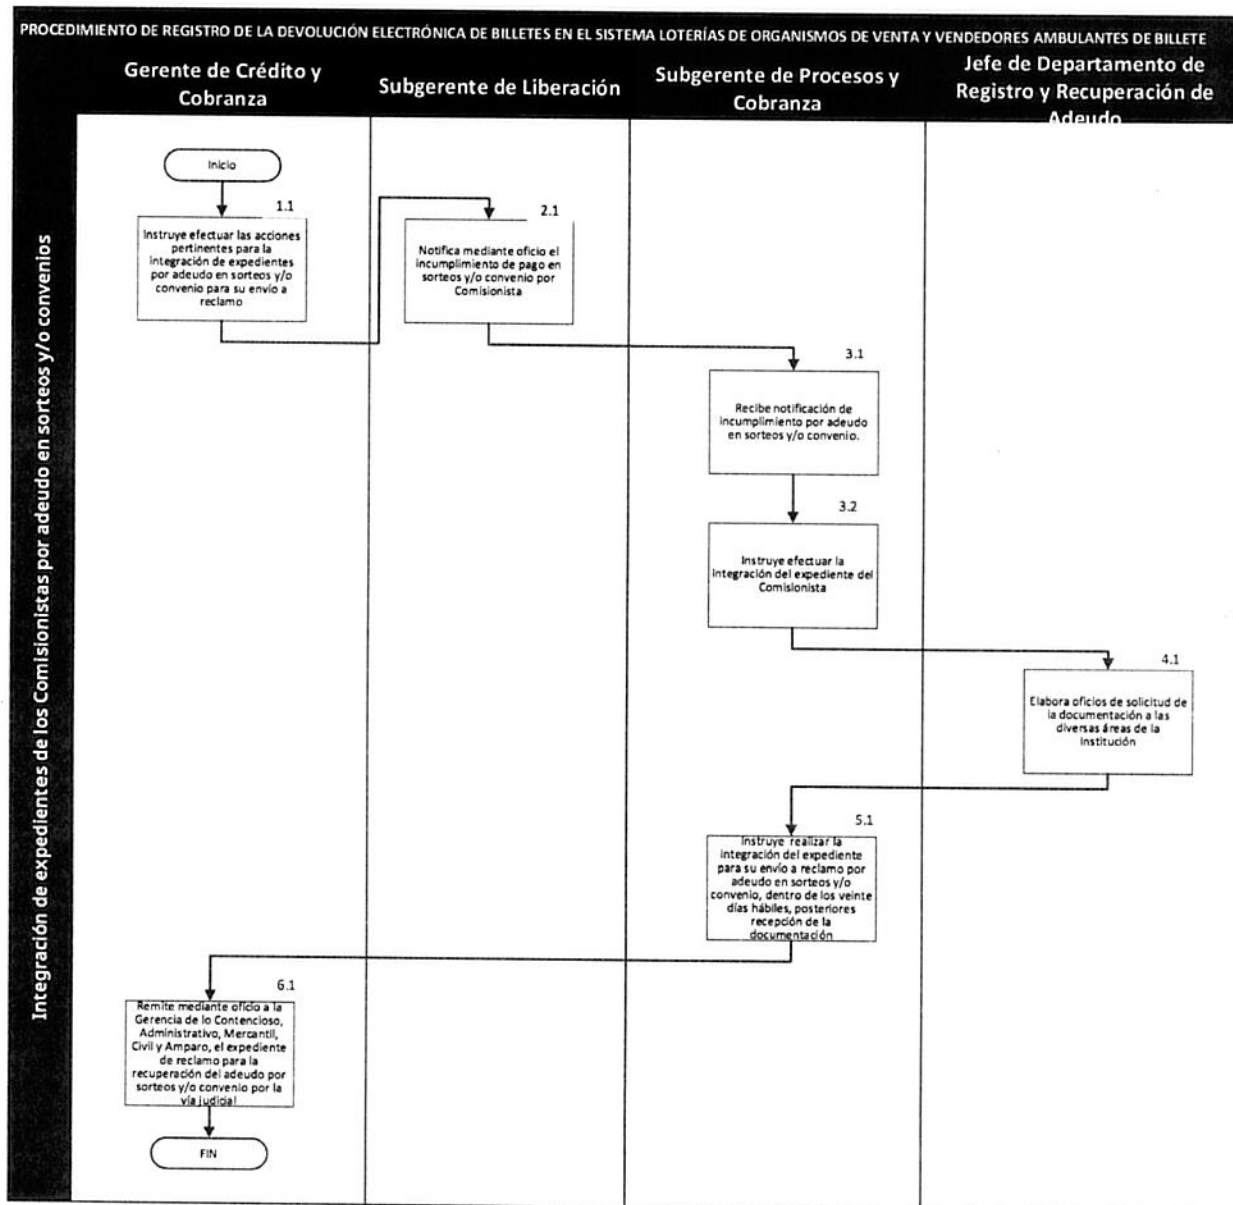 PROCEDIMIENTO DE REGISTRO DE LA DEVOLUCIÓN ELECTRÓNICA DE BILLETES EN EL SISTEMA LOTERÍAS DE ORGANISMOS DE VENTA Y VENDEDORES AMBULANTES DE BILLETE
Gerente de Crédito y
Cobranza
Subgerente de Liberación
Subgerente de Procesos y
Cobranza
Jefe de Departamento de
Registro y Recuperación de
Adeudo
Integración de expedientes de los Comisionistas por adeudo en sorteos y/o convenios
Inicio
1.1
Instruye efectuar las acciones
pertinentes para la
integración de expedientes
por adeudo en sorteos y/o
convenio para su envío a
reclamo
2.1
Notifica mediante oficio el
incumplimiento de pago en
sorteos y/o convenio por
Comisionista
3.1
Recibe notificación de
incumplimiento por adeudo
en sorteos y/o convenio.
3.2
Instruye efectuar la
integración del expediente del
Comisionista
4.1
Elabora oficios de solicitud de
la documentación a las
diversas áreas de la
Institución
5.1
Instruye realizar la
integración del expediente
para su envío a reclamo por
adeudo en sorteos y/o
convenio, dentro de los veinte
días hábiles, posteriores
recepción de la
documentación
6.1
Remite mediante oficio a la
Gerencia de lo Contencioso,
Administrativo, Mercantil,
Civil y Amparo, el expediente
de reclamo para la
recuperación del adeudo por
sorteos y/o convenio por la
vía judicial
FIN